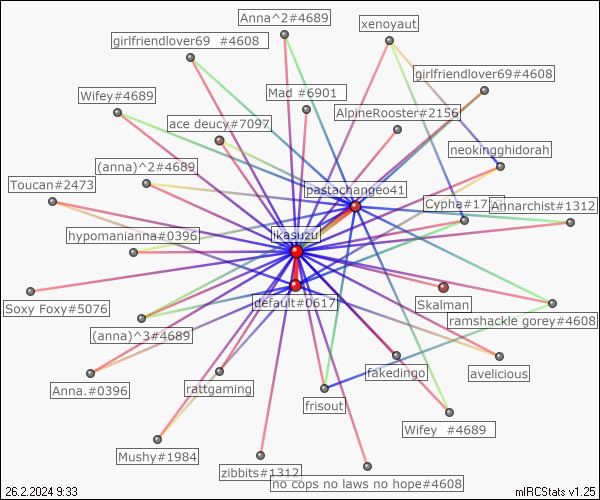 Anna^2#4689
xenoyaut
girlfriendlover69 #4608
girlfriendlover69#4608
Wifey#4689
Mad #6901
AlpineRooster#2156
ace deucy#7097
neokingghidorah
(anna)^2#4689
Toucan#2473
pastachangeo41
Annarchist#1312
hypomanianna#0396
ikasuzu
Soxy Foxy#5076
default#0617
Skalman
ramshackle gorey#4608
(anna)^3#4689
fakedingo
avelicious
Anna.#0396
rattgaming
frisout
Wifey #4689
Mushy#1984
zibbits#1312
no cops no laws no hope#4608
26.2.2024 9:33
mIRCStats v1.25